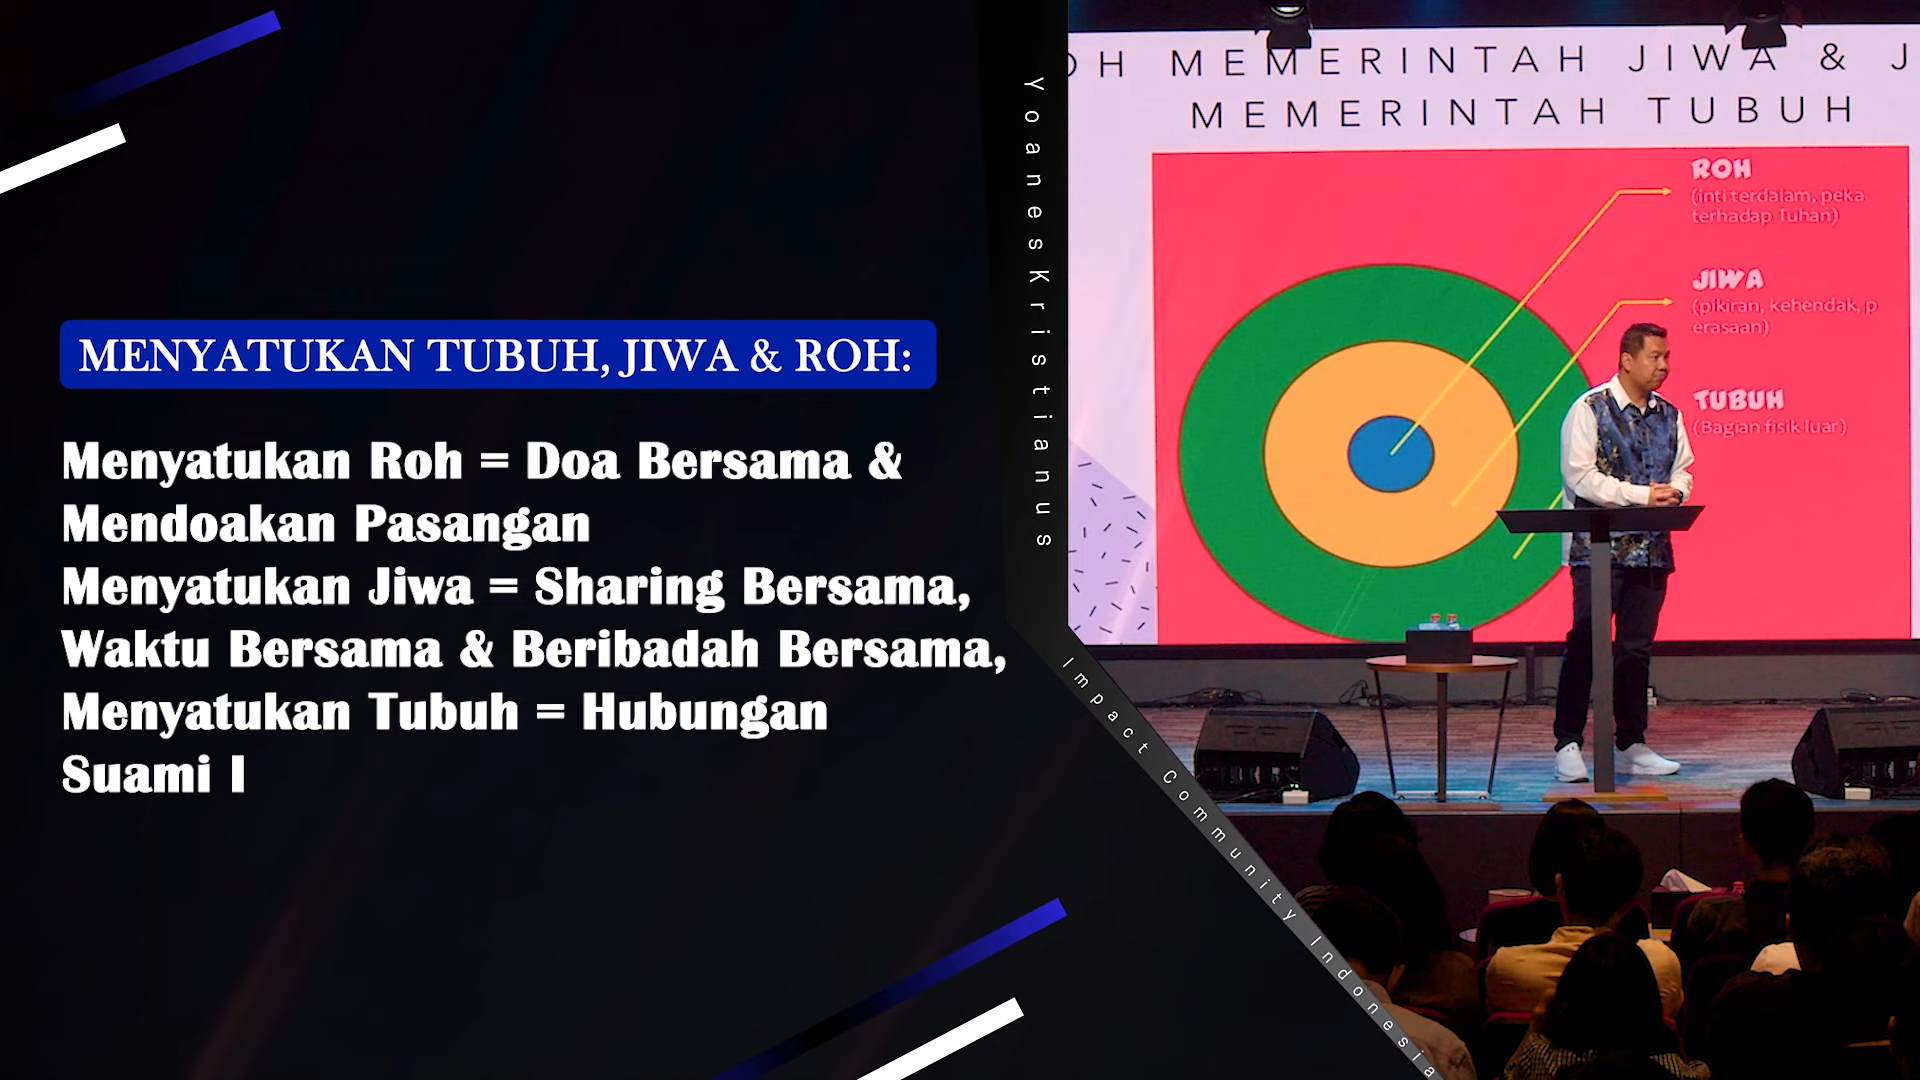 MENYATUKAN TUBUH, JIWA & ROH:
Menyatukan Roh = Doa Bersama &
Mendoakan Pasangan
Menyatukan Jiwa = Sharing Bersama,
Waktu Bersama & Beribadah Bersama,
Menyatukan Tubuh = Hubungan
Suami I
YoanesKristianus
Impact Community Indonesia
OH MEMERINTAH JIWA & J
MEMERINTAH TUBUH
ROH
(inti terdalam, peka
terhadap Tuhan)
JIWA
(pikiran, kehendak, p
erasaan)
TUBUH
(Bagian fisik luar)